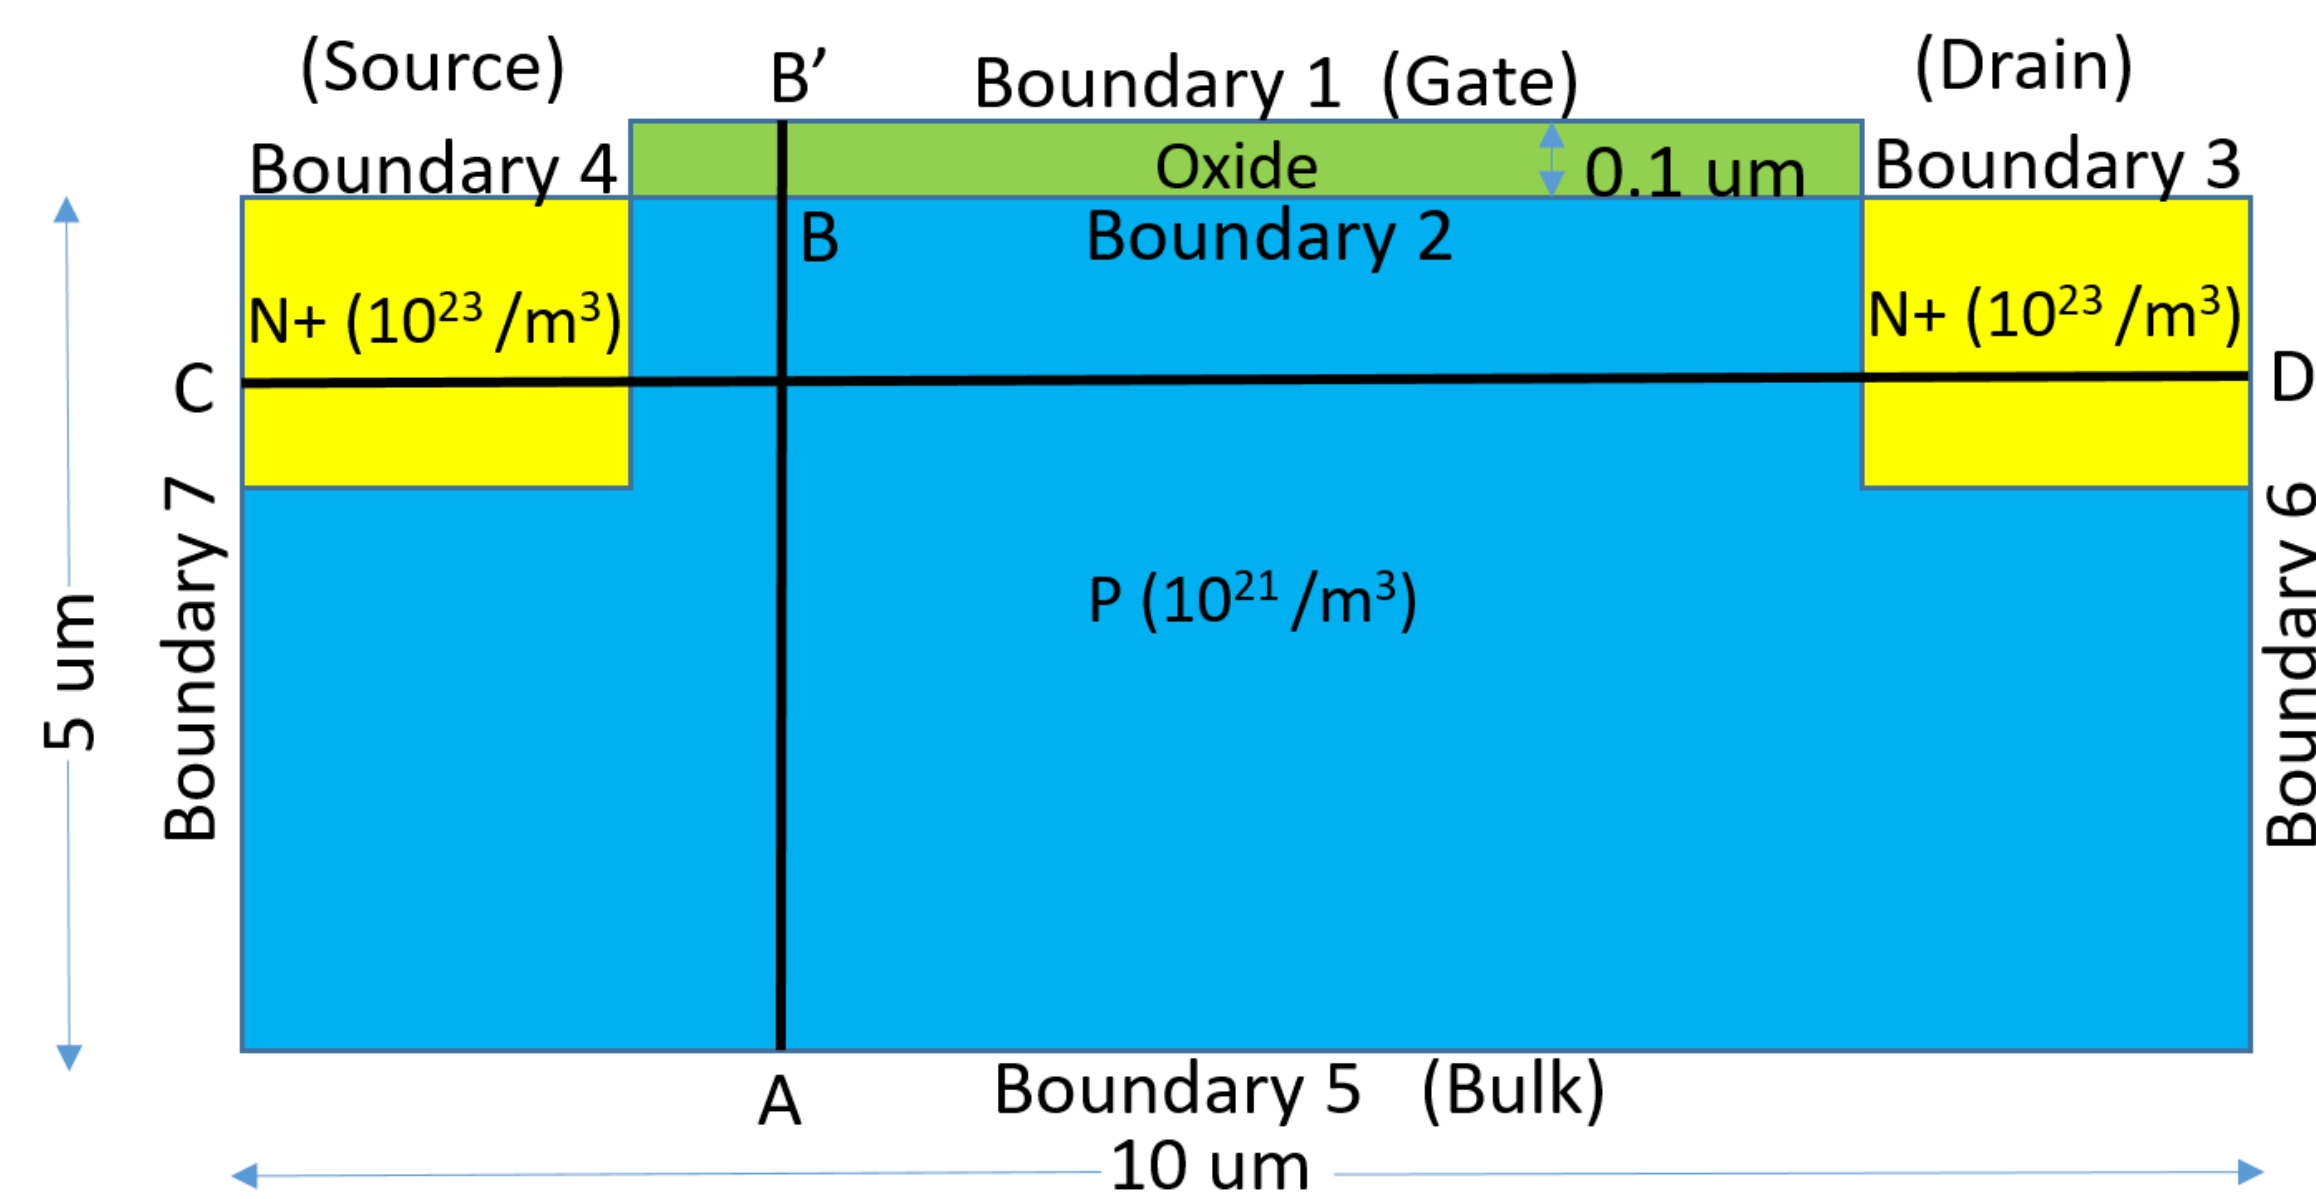 (Source)
B’
Boundary 1 (Gate)
(Drain)
Boundary 4
Oxide
0.1 um
Boundary 3
B
Boundary 2
N+ (10²³ /m³)
N+ (10²³ /m³)
C
D
5 um
Boundary 7
Boundary 6
P (10²¹ /m³)
A
Boundary 5 (Bulk)
10 um